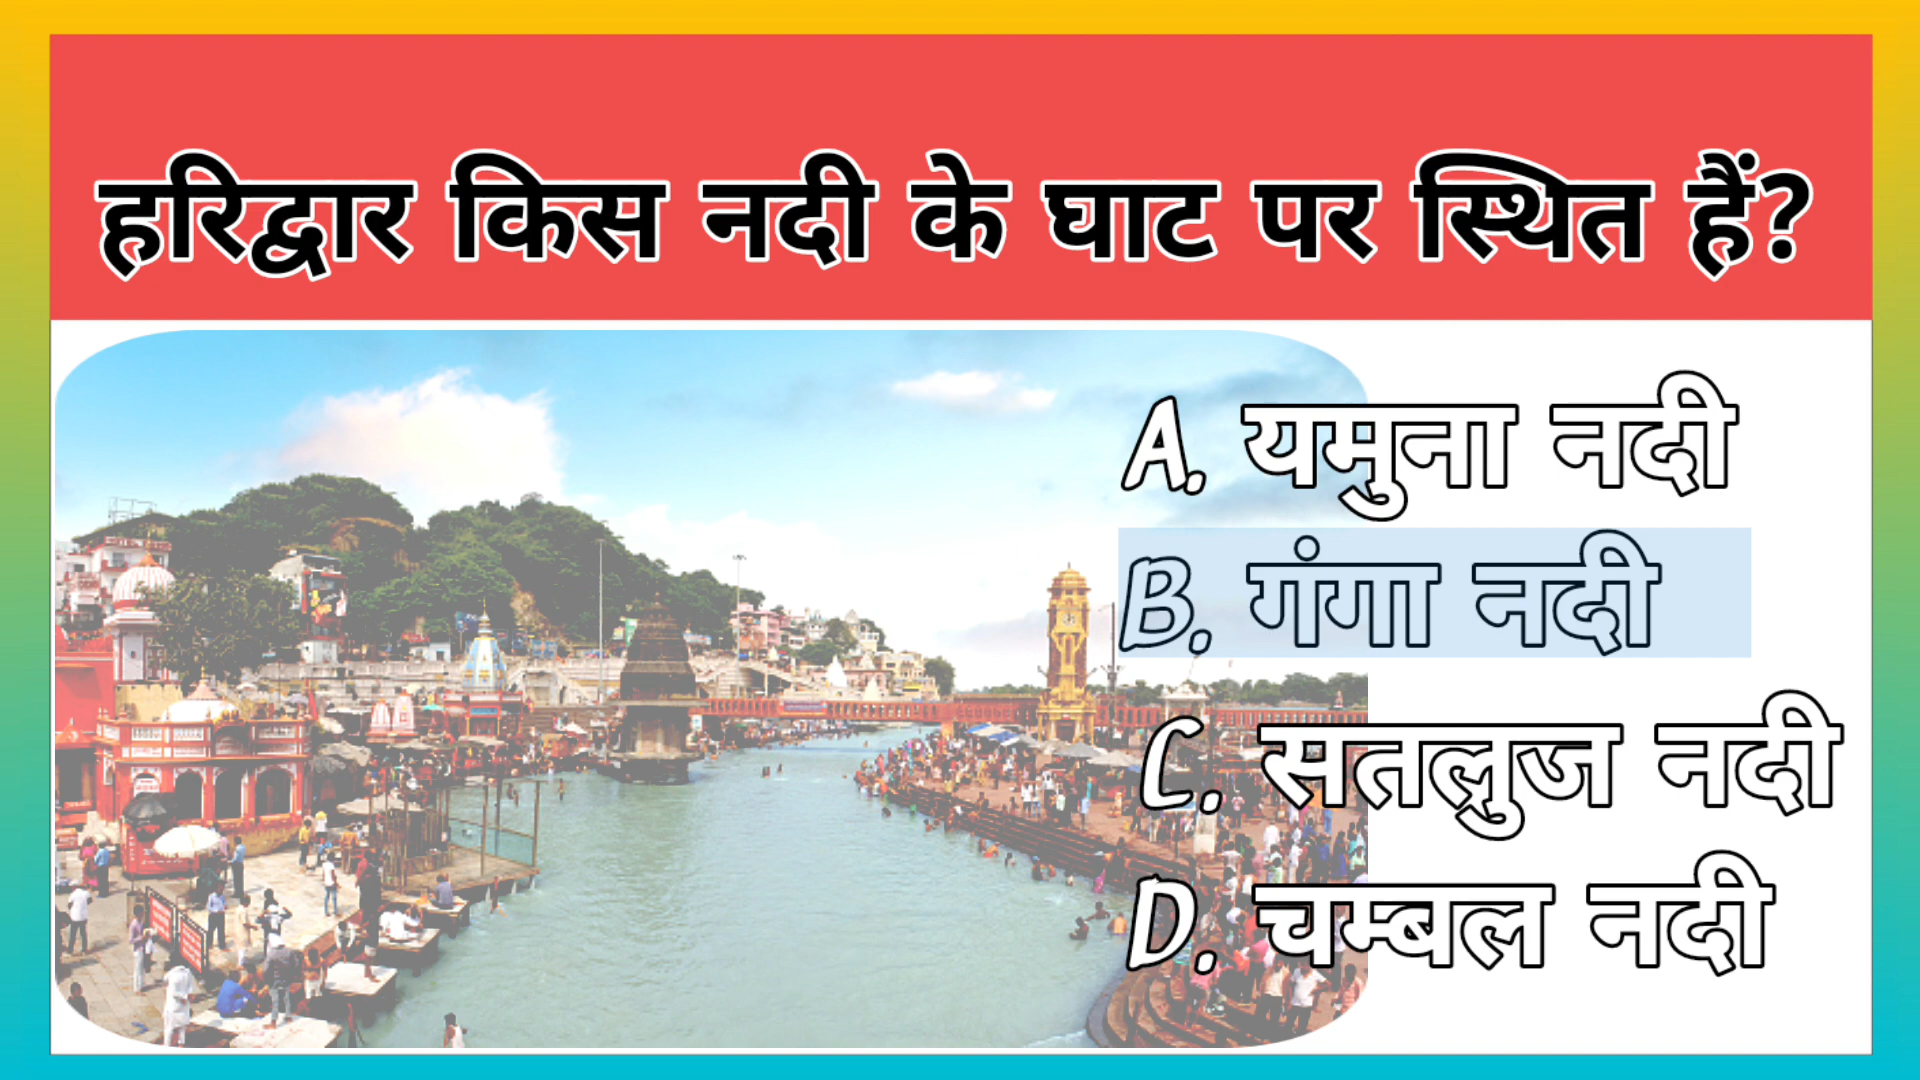 हरिद्वार किस नदी के घाट पर स्थित हैं?
A. यमुना नदी
B. गंगा नदी
C. सतलुज नदी
D. चम्बल नदी